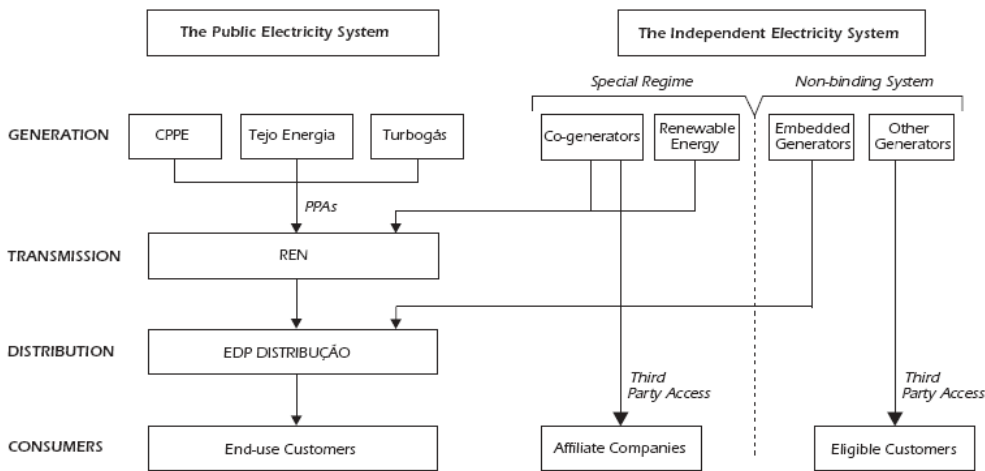 The Public Electricity System
The Independent Electricity System
Special Regime
Non-binding System
GENERATION
CPPE
Tejo Energia
Turbogás
Co-generators
Renewable
Energy
Embedded
Generators
Other
Generators
PPAs
TRANSMISSION
REN
DISTRIBUTION
EDP DISTRIBUÇÃO
Third
Party Access
Third
Party Access
CONSUMERS
End-use Customers
Affiliate Companies
Eligible Customers